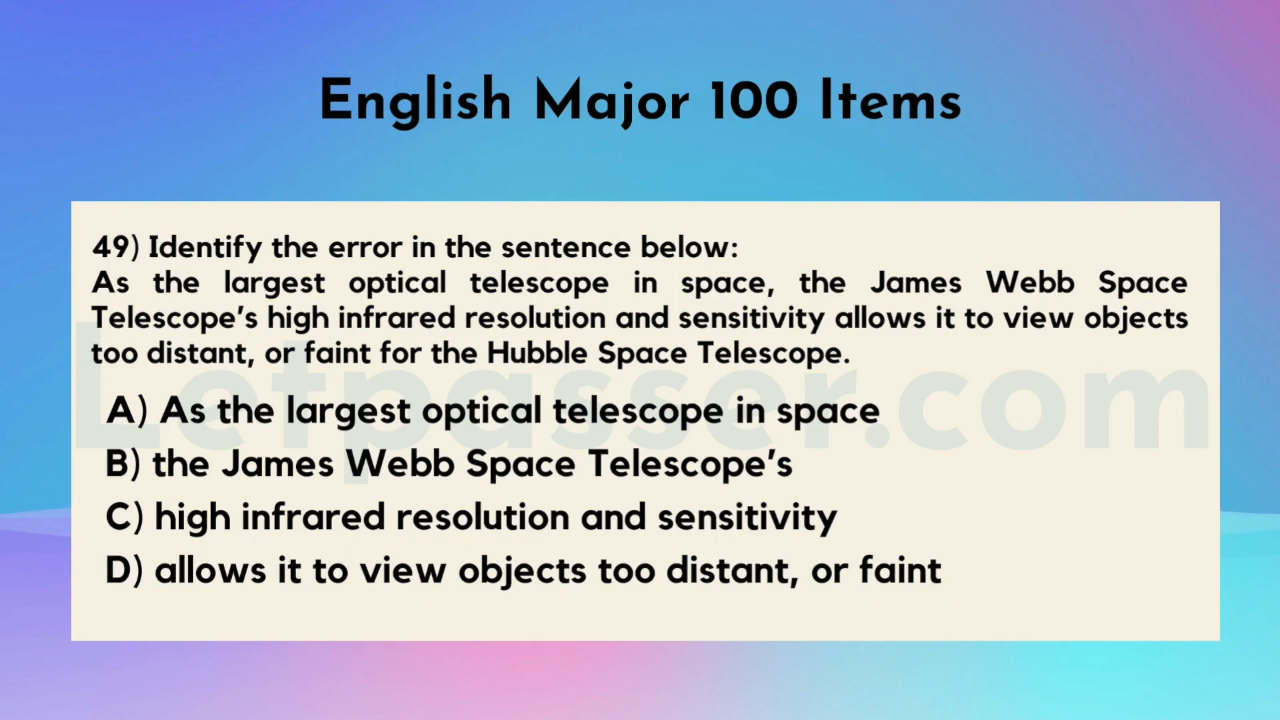 English Major 100 Items
49) Identify the error in the sentence below:
As the largest optical telescope in space, the James Webb Space
Telescope's high infrared resolution and sensitivity allows it to view objects
too distant, or faint for the Hubble Space Telescope.
Letpasser.com
A) As the largest optical telescope in space
B) the James Webb Space Telescope's
C) high infrared resolution and sensitivity
D) allows it to view objects too distant, or faint